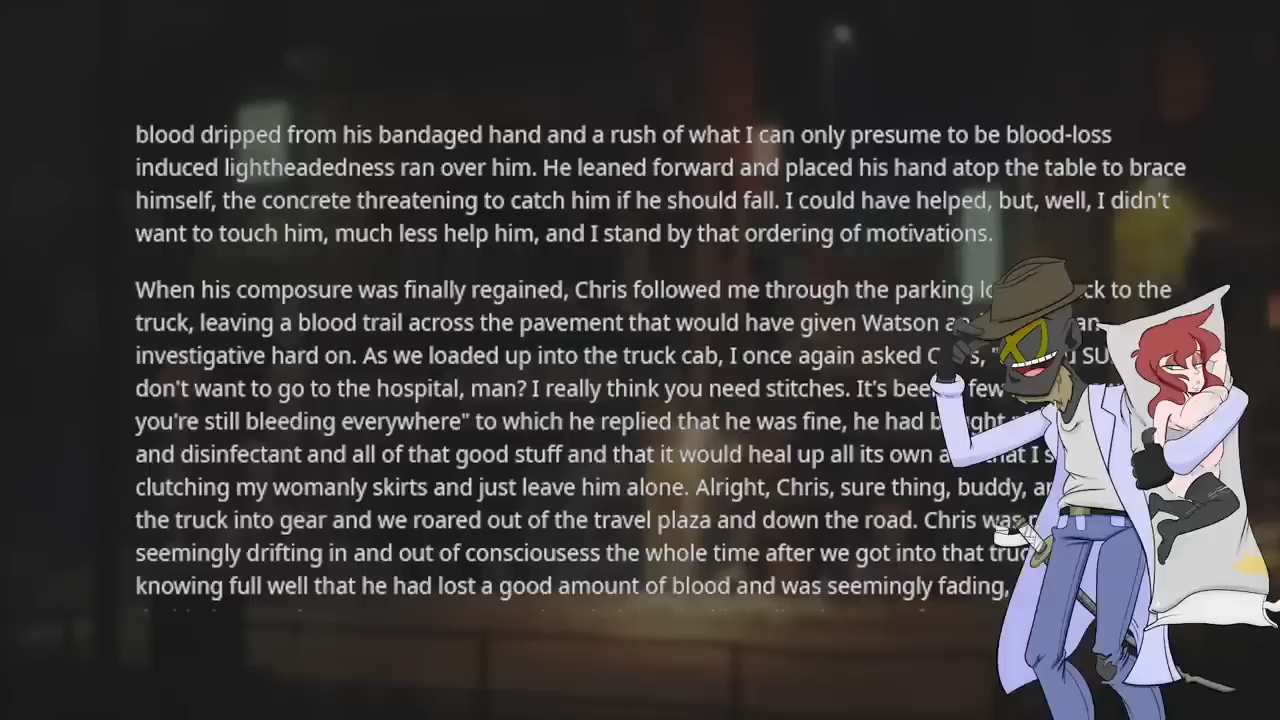 blood dripped from his bandaged hand and a rush of what I can only presume to be blood-loss
induced lightheadedness ran over him. He leaned forward and placed his hand atop the table to brace
himself, the concrete threatening to catch him if he should fall. I could have helped, but, well, I didn't
want to touch him, much less help him, and I stand by that ordering of motivations.
When his composure was finally regained, Chris followed me through the parking to the
truck, leaving a blood trail across the pavement that would have given Watson
investigative hard on. As we loaded up into the truck cab, I once again asked
don't want to go to the hospital, man? I really think you need stitches. It's few
you're still bleeding everywhere" to which he replied that he was fine, he had
and disinfectant and all of that good stuff and that it would heal up all its own
clutching my womanly skirts and just leave him alone. Alright, Chris, sure thing, buddy,
the truck into gear and we roared out of the travel plaza and down the road. Chris was
seemingly drifting in and out of consciousess the whole time after we got into that
knowing full well that he had lost a good amount of blood and was seemingly fading,